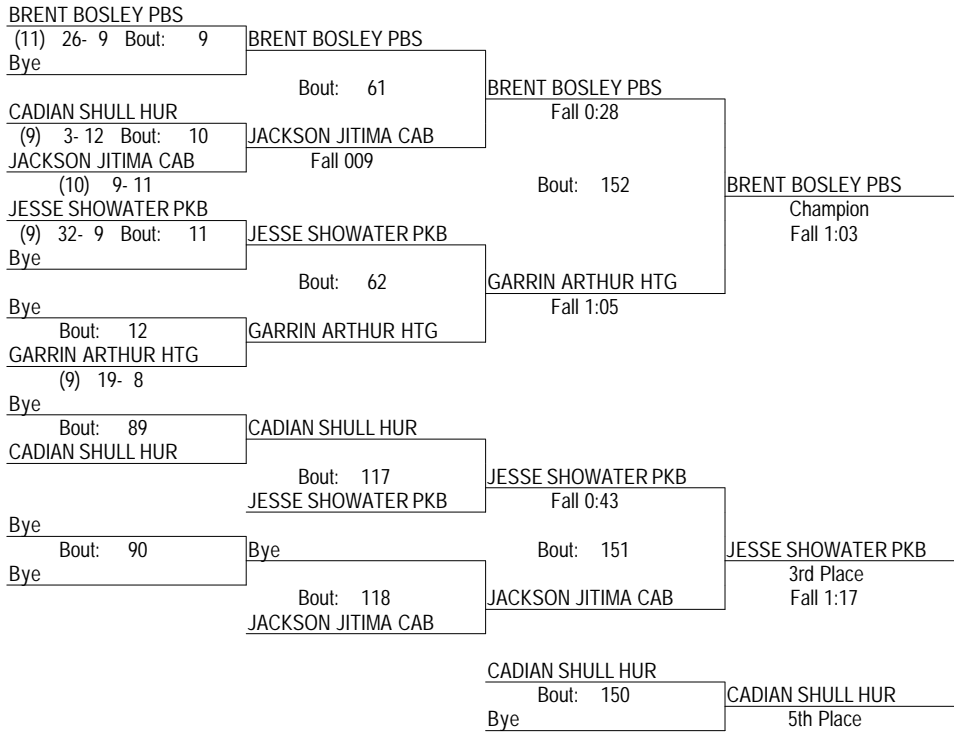 BRENT BOSLEY PBS
(11) 26- 9 Bout: 9
Bye
BRENT BOSLEY PBS
Bout: 61
BRENT BOSLEY PBS
Fall 0:28
CADIAN SHULL HUR
(9) 3- 12 Bout: 10
JACKSON JITIMA CAB
(10) 9- 11
JACKSON JITIMA CAB
Fall 009
Bout: 152
BRENT BOSLEY PBS
Champion
Fall 1:03
JESSE SHOWATER PKB
(9) 32- 9 Bout: 11
Bye
JESSE SHOWATER PKB
Bout: 62
GARRIN ARTHUR HTG
Fall 1:05
Bye
Bout: 12
GARRIN ARTHUR HTG
(9) 19- 8
GARRIN ARTHUR HTG
Bye
Bout: 89
CADIAN SHULL HUR
CADIAN SHULL HUR
Bout: 117
JESSE SHOWATER PKB
JESSE SHOWATER PKB
Fall 0:43
Bye
Bout: 90
Bye
Bye
Bout: 118
JACKSON JITIMA CAB
Bout: 151
JACKSON JITIMA CAB
JESSE SHOWATER PKB
3rd Place
Fall 1:17
CADIAN SHULL HUR
Bout: 150
Bye
CADIAN SHULL HUR
5th Place